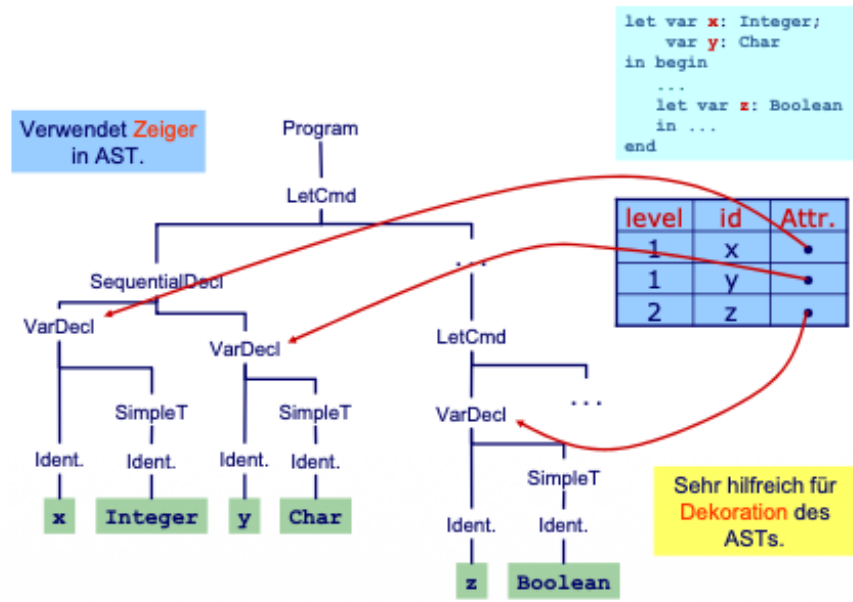 let var x: Integer;
var y: Char
in begin
...
let var z: Boolean
in ...
end
Verwendet Zeiger
in AST.
Program
LetCmd
level id Attr.
1 x
1 y
2 z
SequentialDecl
...
VarDecl
VarDecl
LetCmd
SimpleT
SimpleT
VarDecl
...
Ident.
Ident.
Ident.
Ident.
SimpleT
x
Integer
y
Char
Ident.
Ident.
z
Boolean
Sehr hilfreich für
Dekoration des
ASTs.